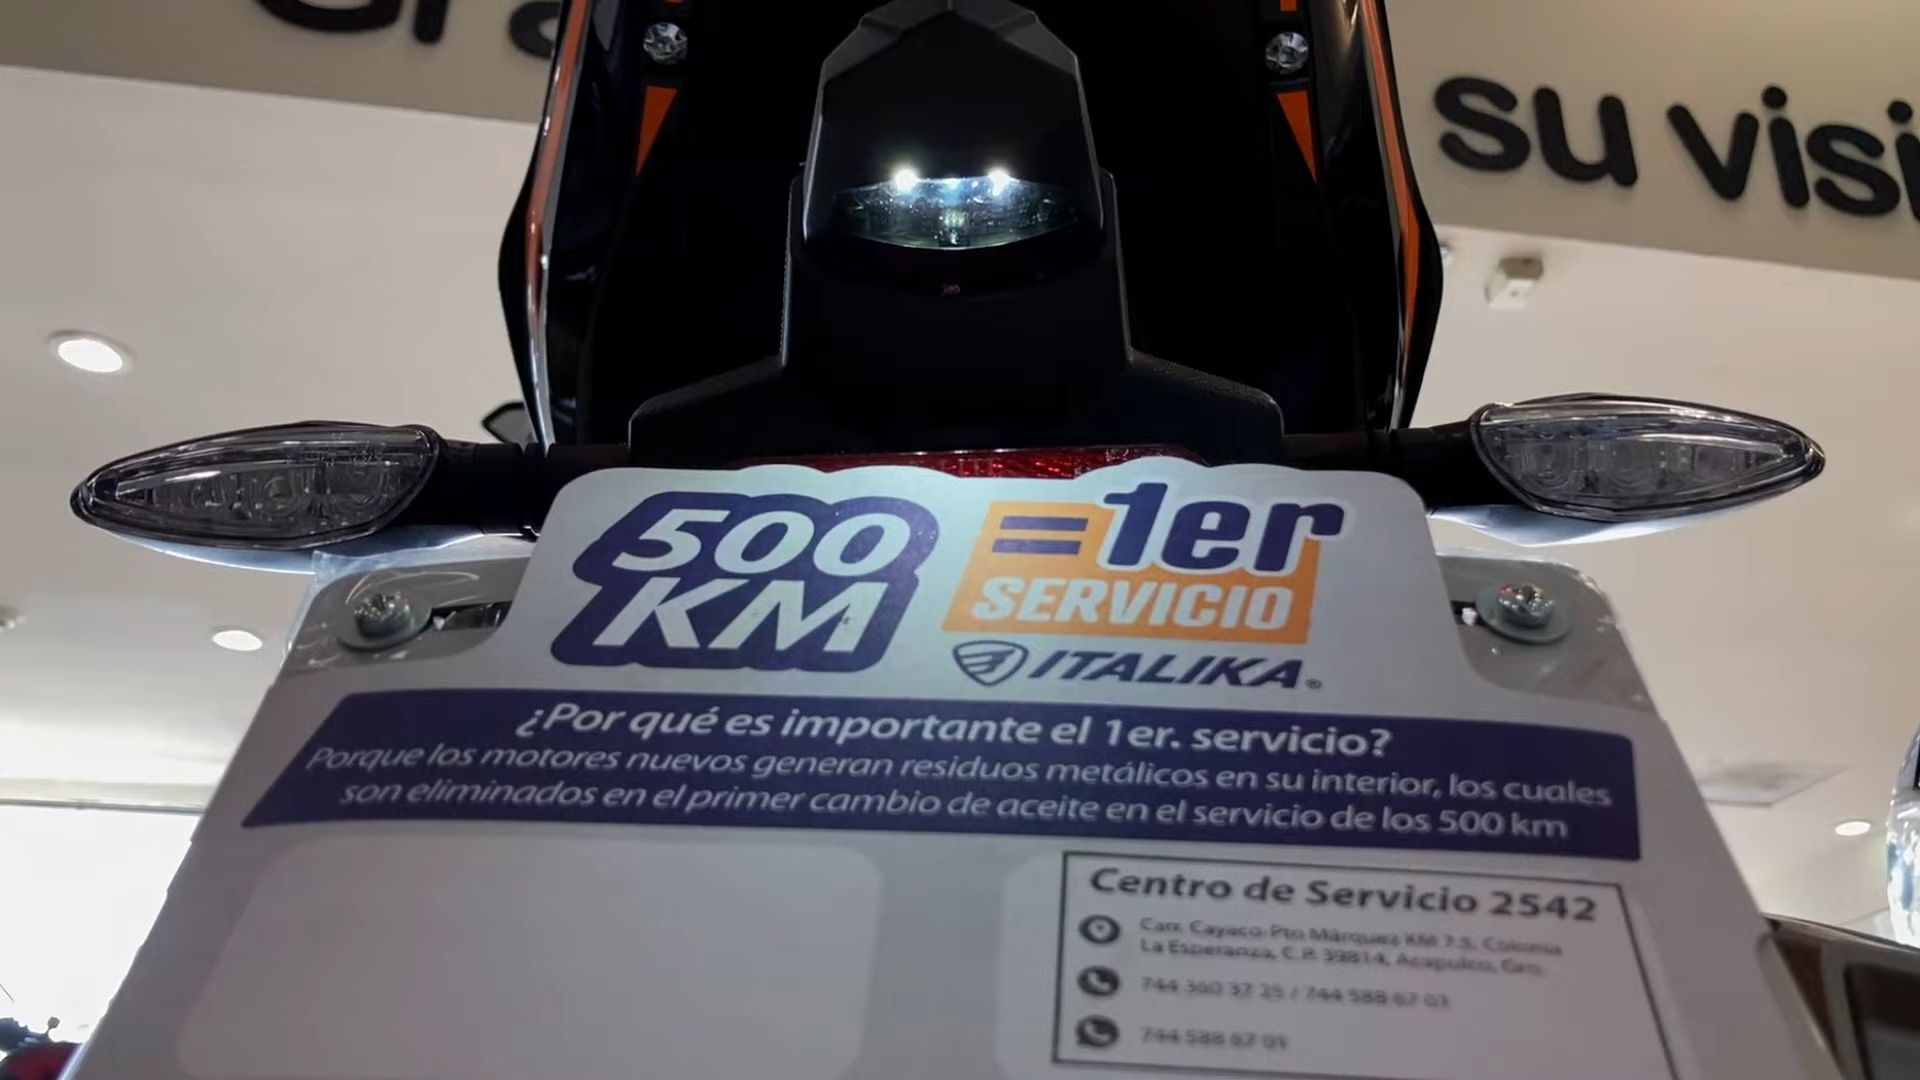 su visi
500
KM
=1er
SERVICIO
ITALIKA®
¿Por qué es importante el 1er. servicio?
Porque los motores nuevos generan residuos metálicos en su interior, los cuales
son eliminados en el primer cambio de aceite en el servicio de los 500 km
Centro de Servicio 2542
Carr. Cayaco-Pto Márquez KM 7.5, Colonia
La Esperanza, C.P. 39814, Acapulco, Gro.
744 360 37 25 / 744 588 67 01
744 588 67 01